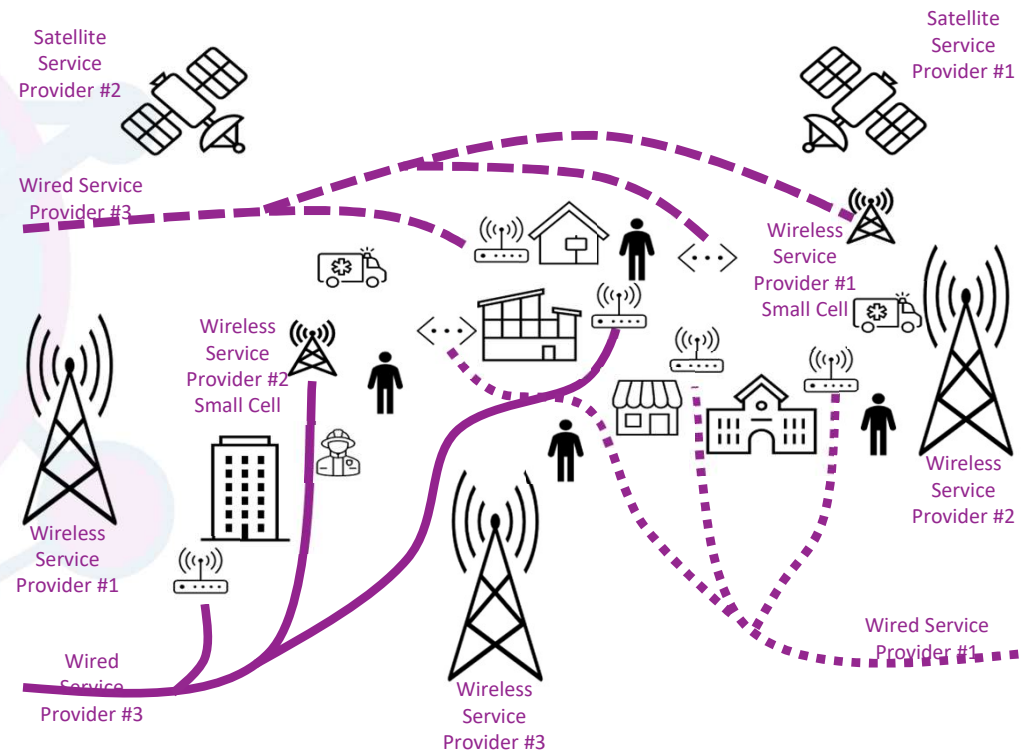 Satellite
Service
Provider #2
Satellite
Service
Provider #1
Wired Service
Provider #3
Wireless
Service
Provider #1
Small Cell
Wireless
Service
Provider #2
Small Cell
Wireless
Service
Provider #2
Wireless
Service
Provider #1
Wired Service
Provider #1
Wired
Service
Provider #3
Wireless
Service
Provider #3